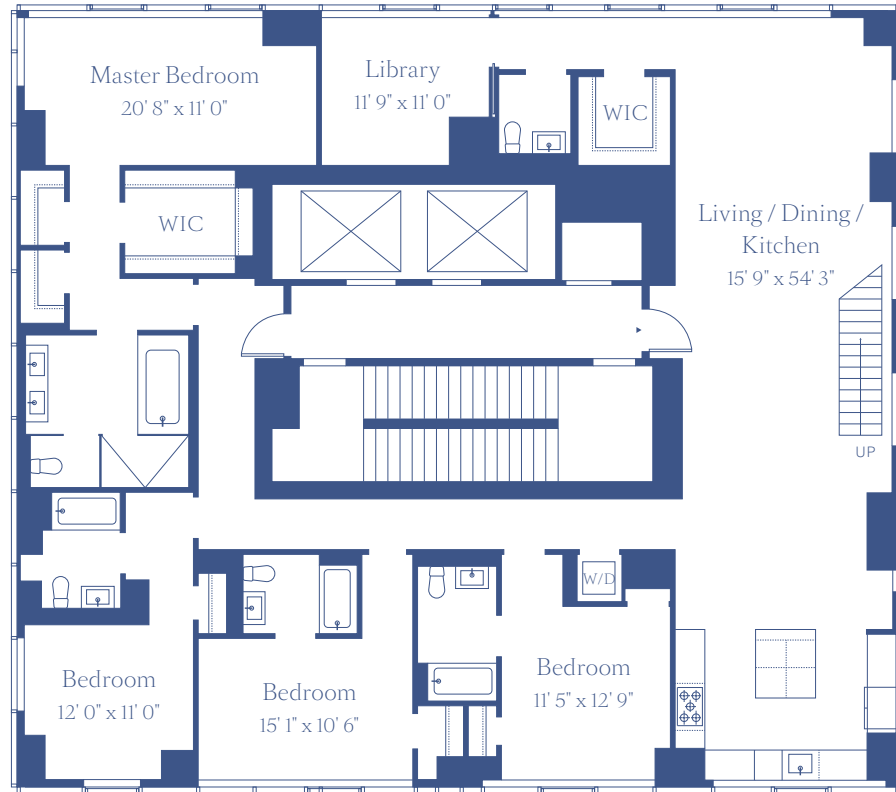 Master Bedroom
20' 8" x 11' 0"
Library
11' 9" x 11' 0"
WIC
WIC
Living / Dining /
Kitchen
15' 9" x 54' 3"
UP
W/D
Bedroom
12' 0" x 11' 0"
Bedroom
15' 1" x 10' 6"
Bedroom
11' 5" x 12' 9"